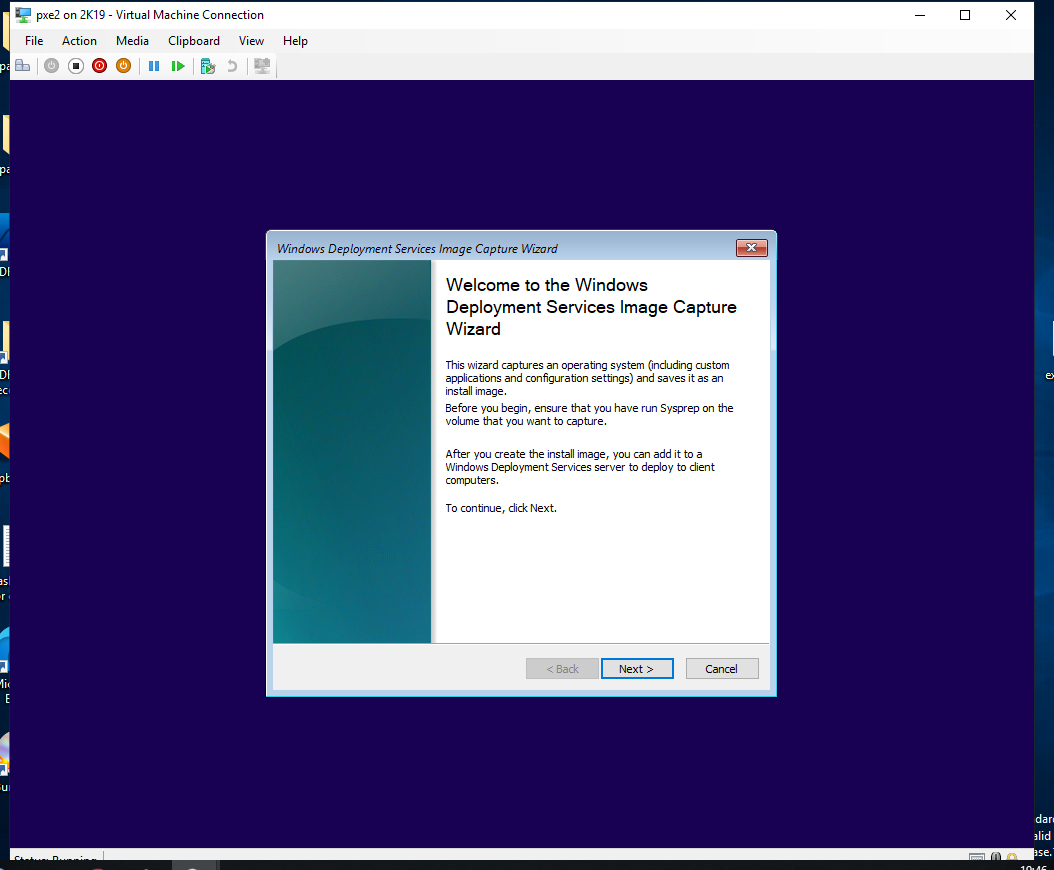 pxe2 on 2K19 - Virtual Machine Connection
File Action Media Clipboard View Help
Windows Deployment Services Image Capture Wizard
Welcome to the Windows
Deployment Services Image Capture
Wizard
This wizard captures an operating system (including custom
applications and configuration settings) and saves it as an
install image.
Before you begin, ensure that you have run Sysprep on the
volume that you want to capture.
After you create the install image, you can add it to a
Windows Deployment Services server to deploy to client
computers.
To continue, click Next.
< Back Next > Cancel
Status: Running